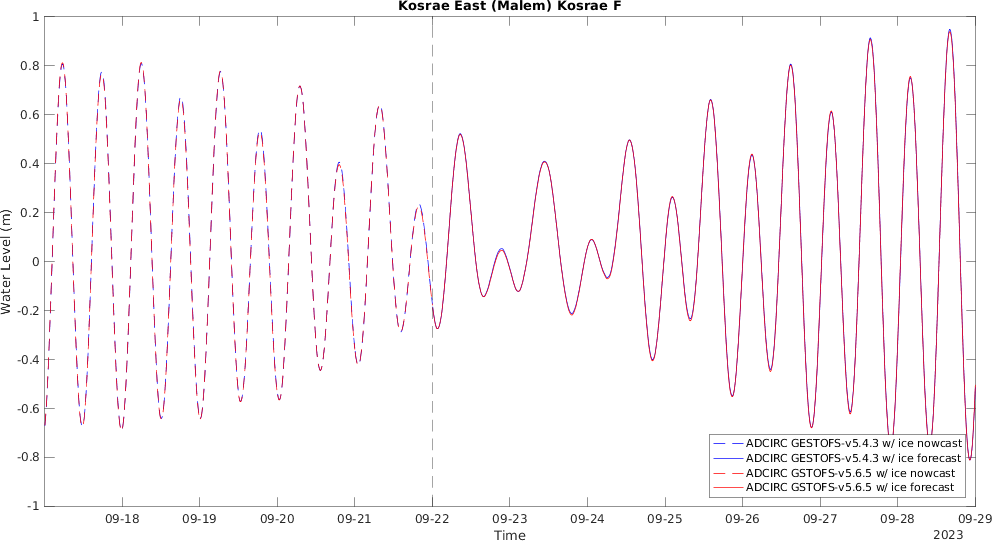 Kosrae East (Malem) Kosrae F
1
0.8
0.6
0.4
0.2
0
-0.2
-0.4
-0.6
-0.8
-1
Water Level (m)
ADCIRC GESTOFS-v5.4.3 w/ ice nowcast
ADCIRC GESTOFS-v5.4.3 w/ ice forecast
ADCIRC GSTOFS-v5.6.5 w/ ice nowcast
ADCIRC GSTOFS-v5.6.5 w/ ice forecast
09-18 09-19 09-20 09-21 09-22 09-23 09-24 09-25 09-26 09-27 09-28 09-29
Time
2023